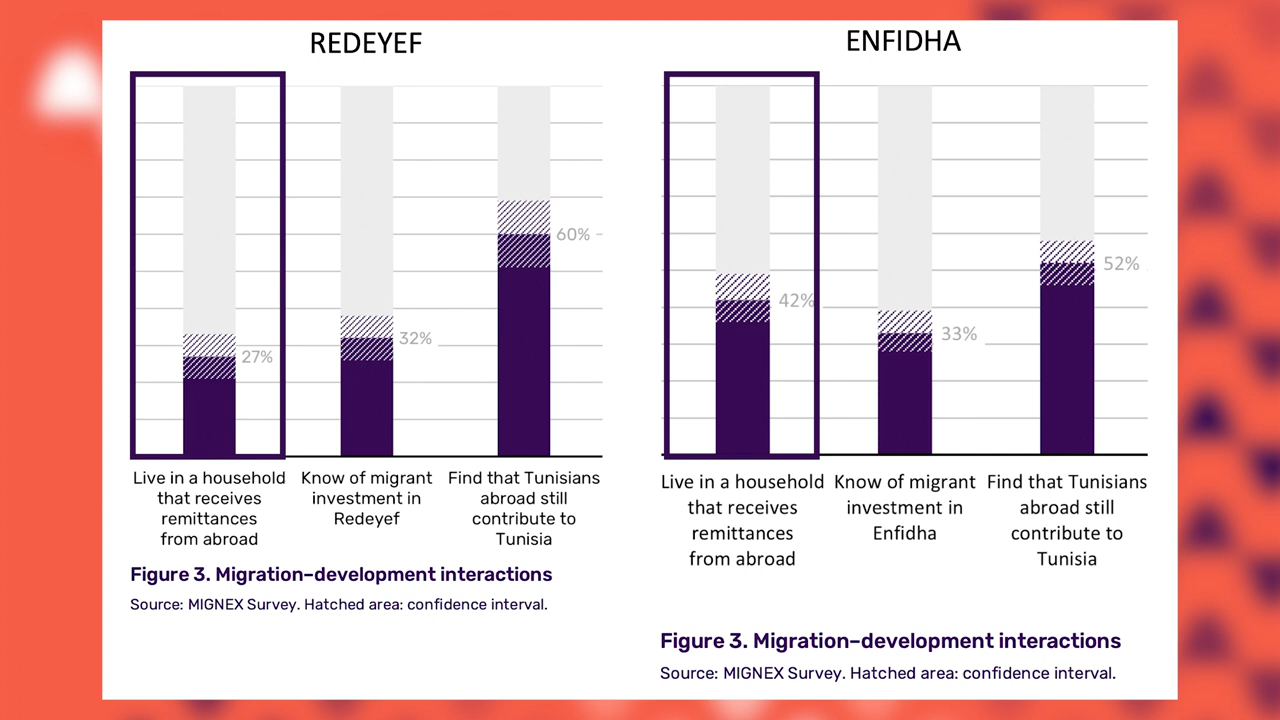 REDEYEF
27%
32%
60%
Live in a household
that receives
remittances
from abroad
Know of migrant
investment in
Redeyef
Find that Tunisians
abroad still
contribute to
Tunisia
Figure 3. Migration–development interactions
Source: MIGNEX Survey. Hatched area: confidence interval.
ENFIDHA
42%
33%
52%
Live in a household
that receives
remittances
from abroad
Know of migrant
investment in
Enfidha
Find that Tunisians
abroad still
contribute to
Tunisia
Figure 3. Migration–development interactions
Source: MIGNEX Survey. Hatched area: confidence interval.